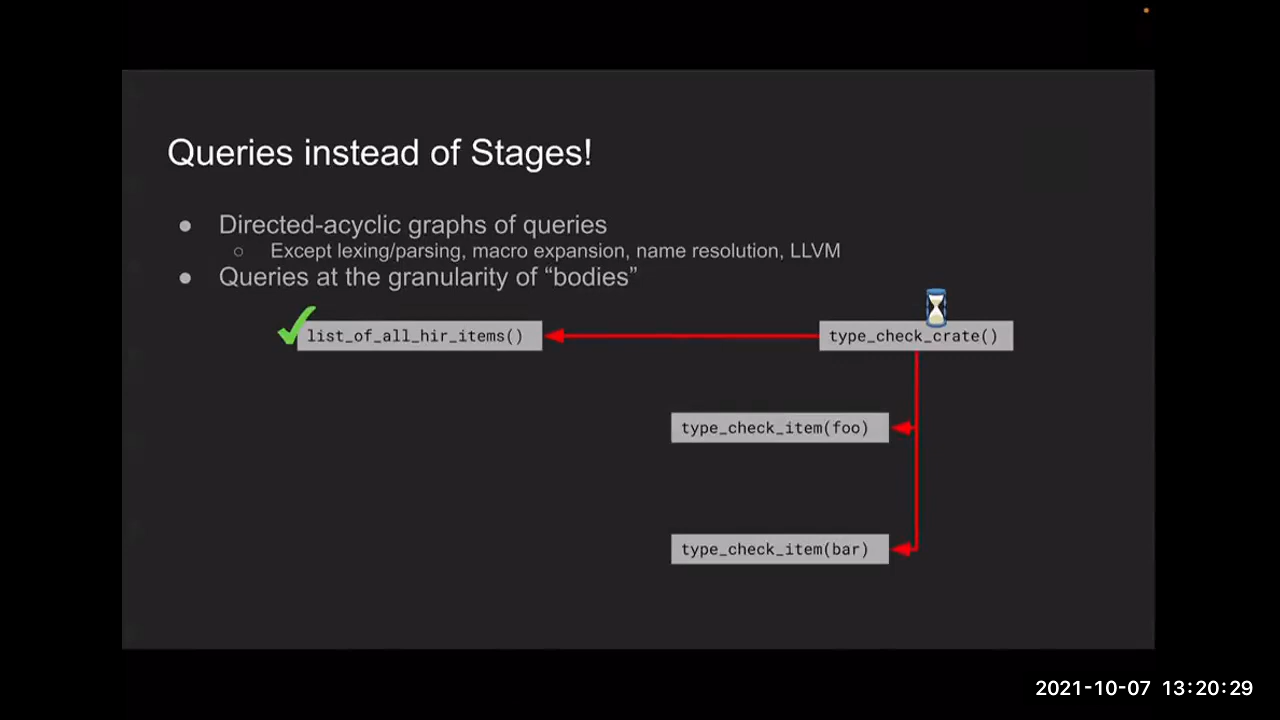 Queries instead of Stages!
● Directed-acyclic graphs of queries
○ Except lexing/parsing, macro expansion, name resolution, LLVM
● Queries at the granularity of “bodies”
list_of_all_hir_items()
type_check_crate()
type_check_item(foo)
type_check_item(bar)
2021-10-07 13:20:29